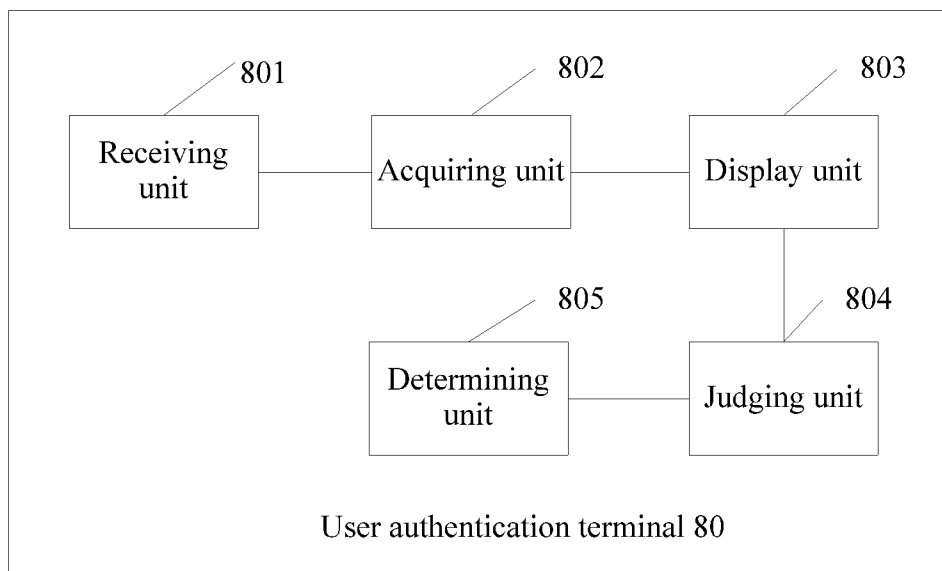 801
802
803
Receiving
unit
Acquiring unit
Display unit
805
804
Determining
unit
Judging unit
User authentication terminal 80